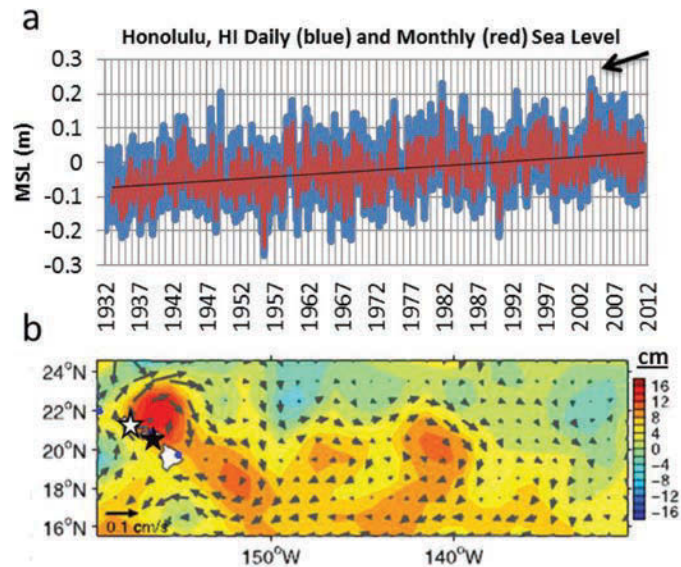 a
Honolulu, HI Daily (blue) and Monthly (red) Sea Level
0.3
0.2
0.1
0
-0.1
-0.2
-0.3
MSL (m)
1932 1937 1942 1947 1952 1957 1962 1967 1972 1977 1982 1987 1992 1997 2002 2007 2012
b
cm
24°N
22°N
20°N
18°N
16°N
0.1 cm/s
16
12
8
4
0
-4
-8
-12
-16
150°W 140°W